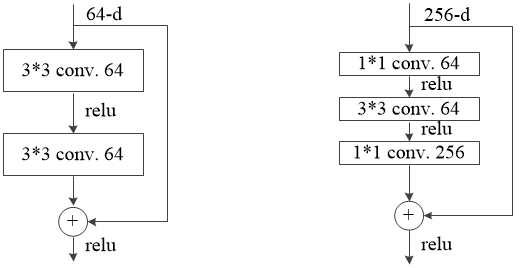 64-d
3*3 conv. 64
relu
3*3 conv. 64
+
relu
256-d
1*1 conv. 64
relu
3*3 conv. 64
relu
1*1 conv. 256
+
relu